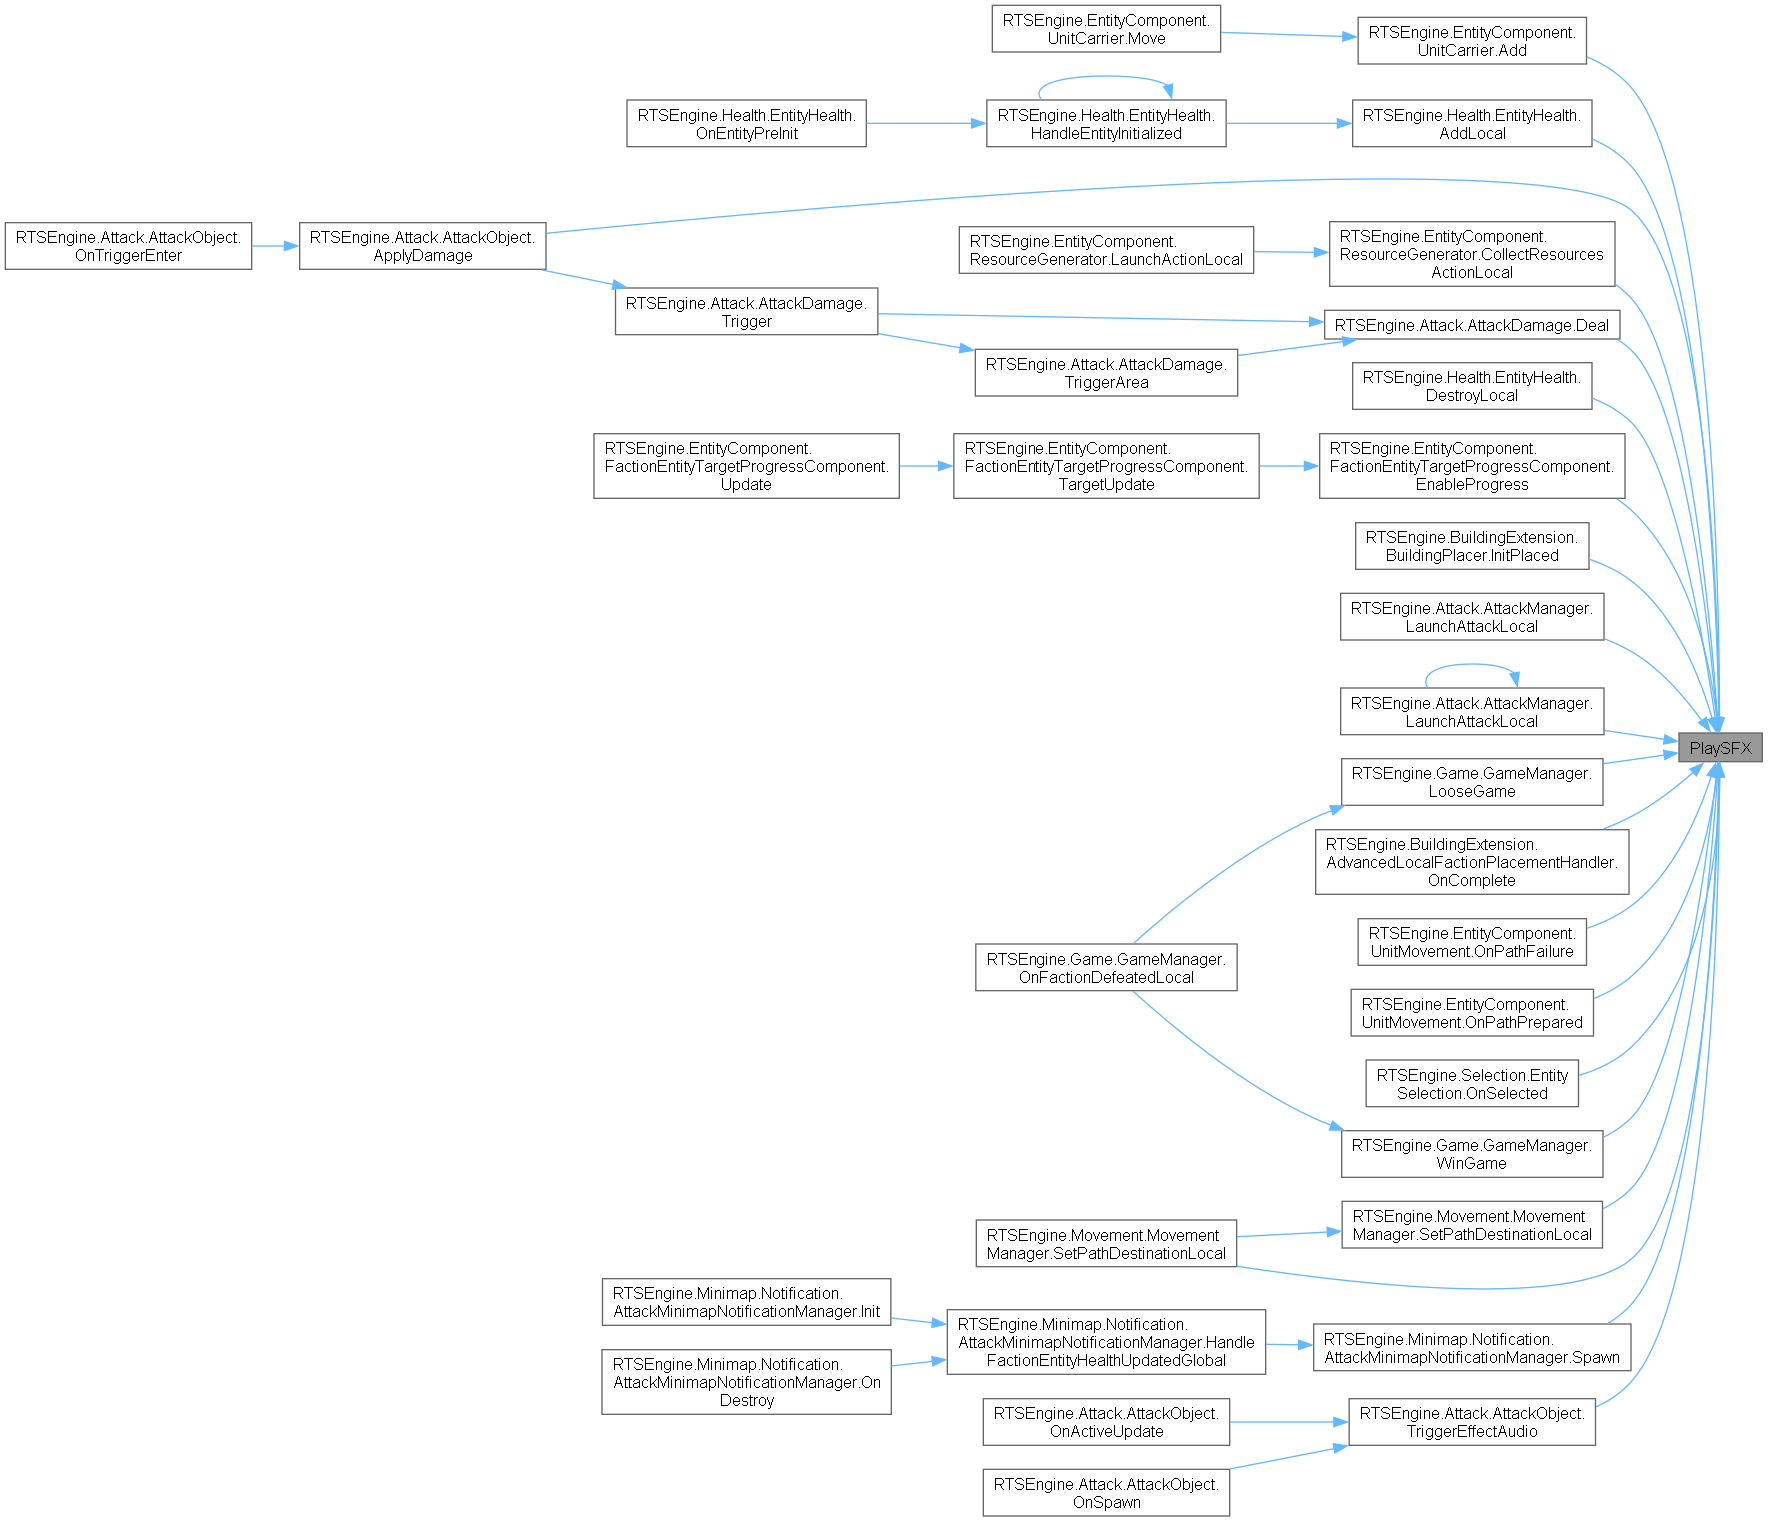 RTSEngine.EntityComponent.
UnitCarrier.Move
RTSEngine.EntityComponent.
UnitCarrier.Add
RTSEngine.Health.EntityHealth.
OnEntityPreInit
RTSEngine.Health.EntityHealth.
HandleEntityInitialized
RTSEngine.Health.EntityHealth.
AddLocal
RTSEngine.Attack.AttackObject.
OnTriggerEnter
RTSEngine.Attack.AttackObject.
ApplyDamage
RTSEngine.EntityComponent.
ResourceGenerator.LaunchActionLocal
RTSEngine.EntityComponent.
ResourceGenerator.CollectResources
ActionLocal
RTSEngine.Attack.AttackDamage.
Trigger
RTSEngine.Attack.AttackDamage.Deal
RTSEngine.Attack.AttackDamage.
TriggerArea
RTSEngine.Health.EntityHealth.
DestroyLocal
RTSEngine.EntityComponent.
FactionEntityTargetProgressComponent.
Update
RTSEngine.EntityComponent.
FactionEntityTargetProgressComponent.
TargetUpdate
RTSEngine.EntityComponent.
FactionEntityTargetProgressComponent.
EnableProgress
RTSEngine.BuildingExtension.
BuildingPlacer.InitPlaced
RTSEngine.Attack.AttackManager.
LaunchAttackLocal
RTSEngine.Attack.AttackManager.
LaunchAttackLocal
PlaySFX
RTSEngine.Game.GameManager.
LooseGame
RTSEngine.BuildingExtension.
AdvancedLocalFactionPlacementHandler.
OnComplete
RTSEngine.EntityComponent.
UnitMovement.OnPathFailure
RTSEngine.Game.GameManager.
OnFactionDefeatedLocal
RTSEngine.EntityComponent.
UnitMovement.OnPathPrepared
RTSEngine.Selection.Entity
Selection.OnSelected
RTSEngine.Game.GameManager.
WinGame
RTSEngine.Movement.Movement
Manager.SetPathDestinationLocal
RTSEngine.Movement.Movement
Manager.SetPathDestinationLocal
RTSEngine.Minimap.Notification.
AttackMinimapNotificationManager.Init
RTSEngine.Minimap.Notification.
AttackMinimapNotificationManager.Handle
FactionEntityHealthUpdatedGlobal
RTSEngine.Minimap.Notification.
AttackMinimapNotificationManager.Spawn
RTSEngine.Minimap.Notification.
AttackMinimapNotificationManager.On
Destroy
RTSEngine.Attack.AttackObject.
OnActiveUpdate
RTSEngine.Attack.AttackObject.
TriggerEffectAudio
RTSEngine.Attack.AttackObject.
OnSpawn